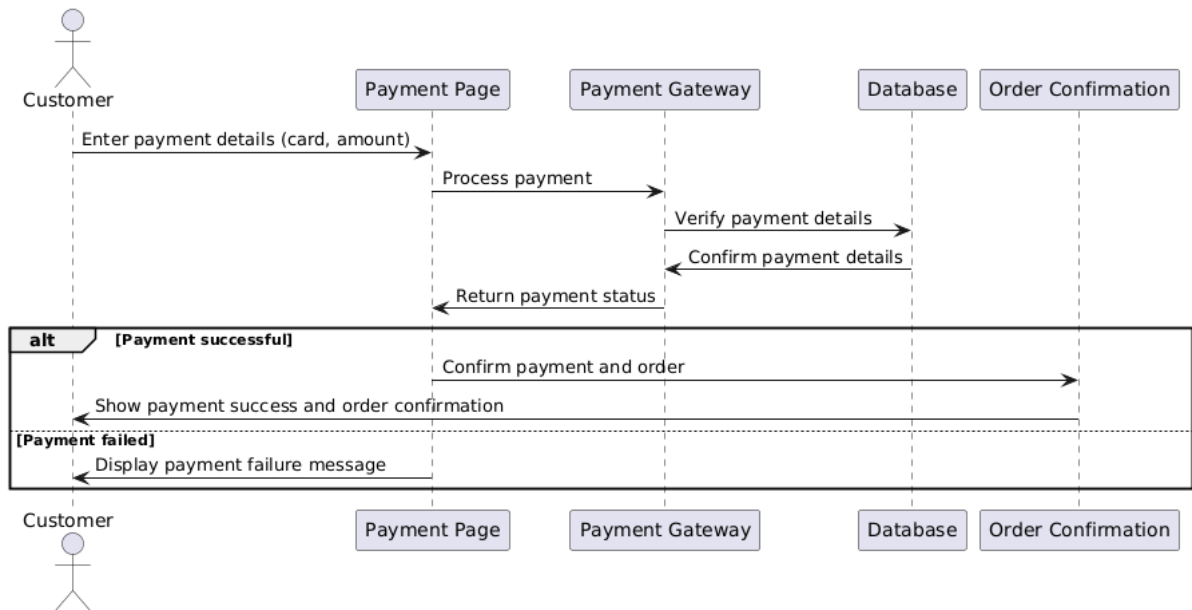 Customer
Payment Page
Payment Gateway
Database
Order Confirmation
Enter payment details (card, amount)
Process payment
Verify payment details
Confirm payment details
Return payment status
alt
[Payment successful]
Confirm payment and order
Show payment success and order confirmation
[Payment failed]
Display payment failure message
Customer
Payment Page
Payment Gateway
Database
Order Confirmation